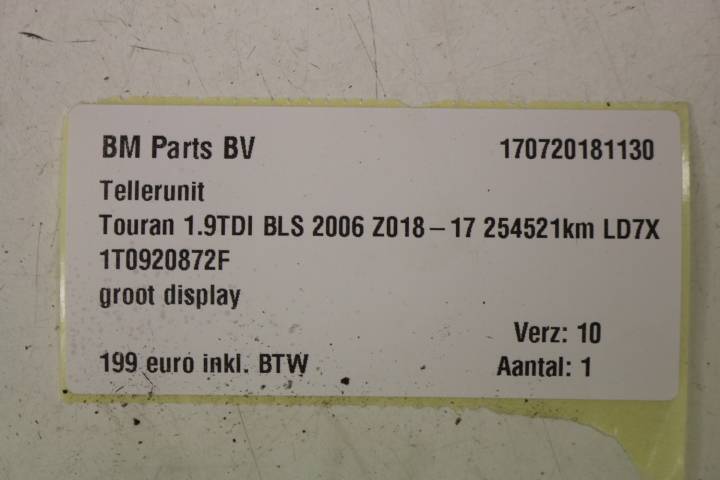 BM Parts BV 170720181130
Tellerunit
Touran 1.9TDI BLS 2006 Z018-17 254521km LD7X
1T0920872F
groot display
Verz: 10
199 euro inkl. BTW Aantal: 1